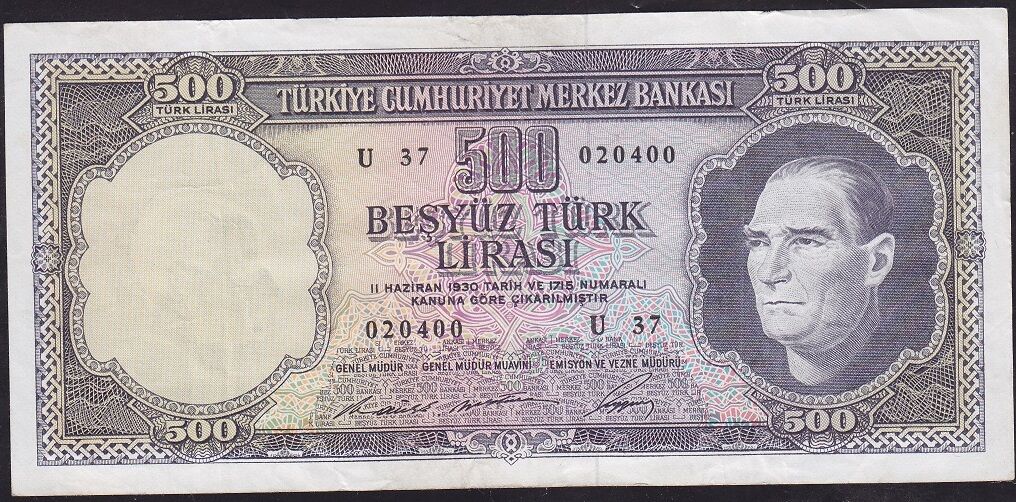 500
TÜRK LİRASI
500
TÜRK LİRASI
TÜRKİYE CUMHURİYET MERKEZ BANKASI
U 37
500
020400
BEŞYÜZ TÜRK
LİRASI
11 HAZİRAN 1930 TARİH VE 1715 NUMARALI
KANUNA GÖRE ÇIKARILMIŞTIR
020400
U 37
GENEL MÜDÜR
GENEL MÜDÜR MUAVİNİ
EMİSYON VE VEZNE MÜDÜRÜ
500
500